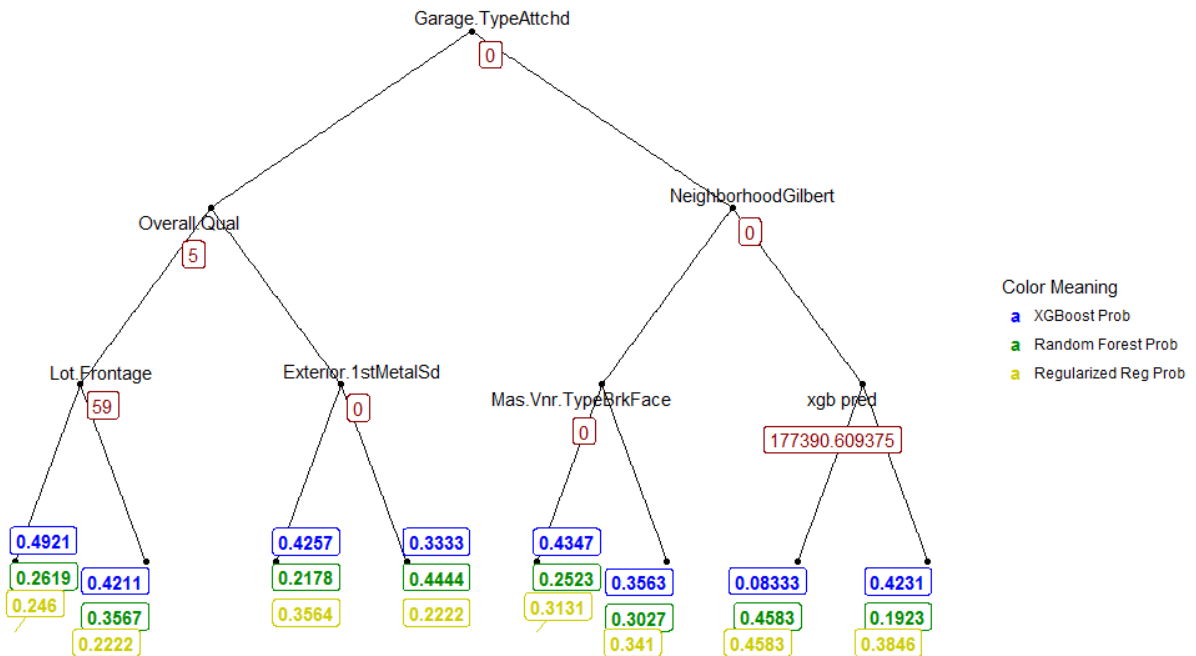 Garage.TypeAttchd
0
NeighborhoodGilbert
0
Overall.Qual
5
Lot.Frontage
59
Exterior.1stMetalSd
0
Mas.Vnr.TypeBrkFace
0
xgb pred
177390.609375
Color Meaning
a XGBoost Prob
a Random Forest Prob
a Regularized Reg Prob
0.4921
0.2619
0.246
0.4211
0.3567
0.2222
0.4257
0.2178
0.3564
0.3333
0.4444
0.2222
0.4347
0.2523
0.3131
0.3563
0.3027
0.341
0.08333
0.4583
0.4583
0.4231
0.1923
0.3846